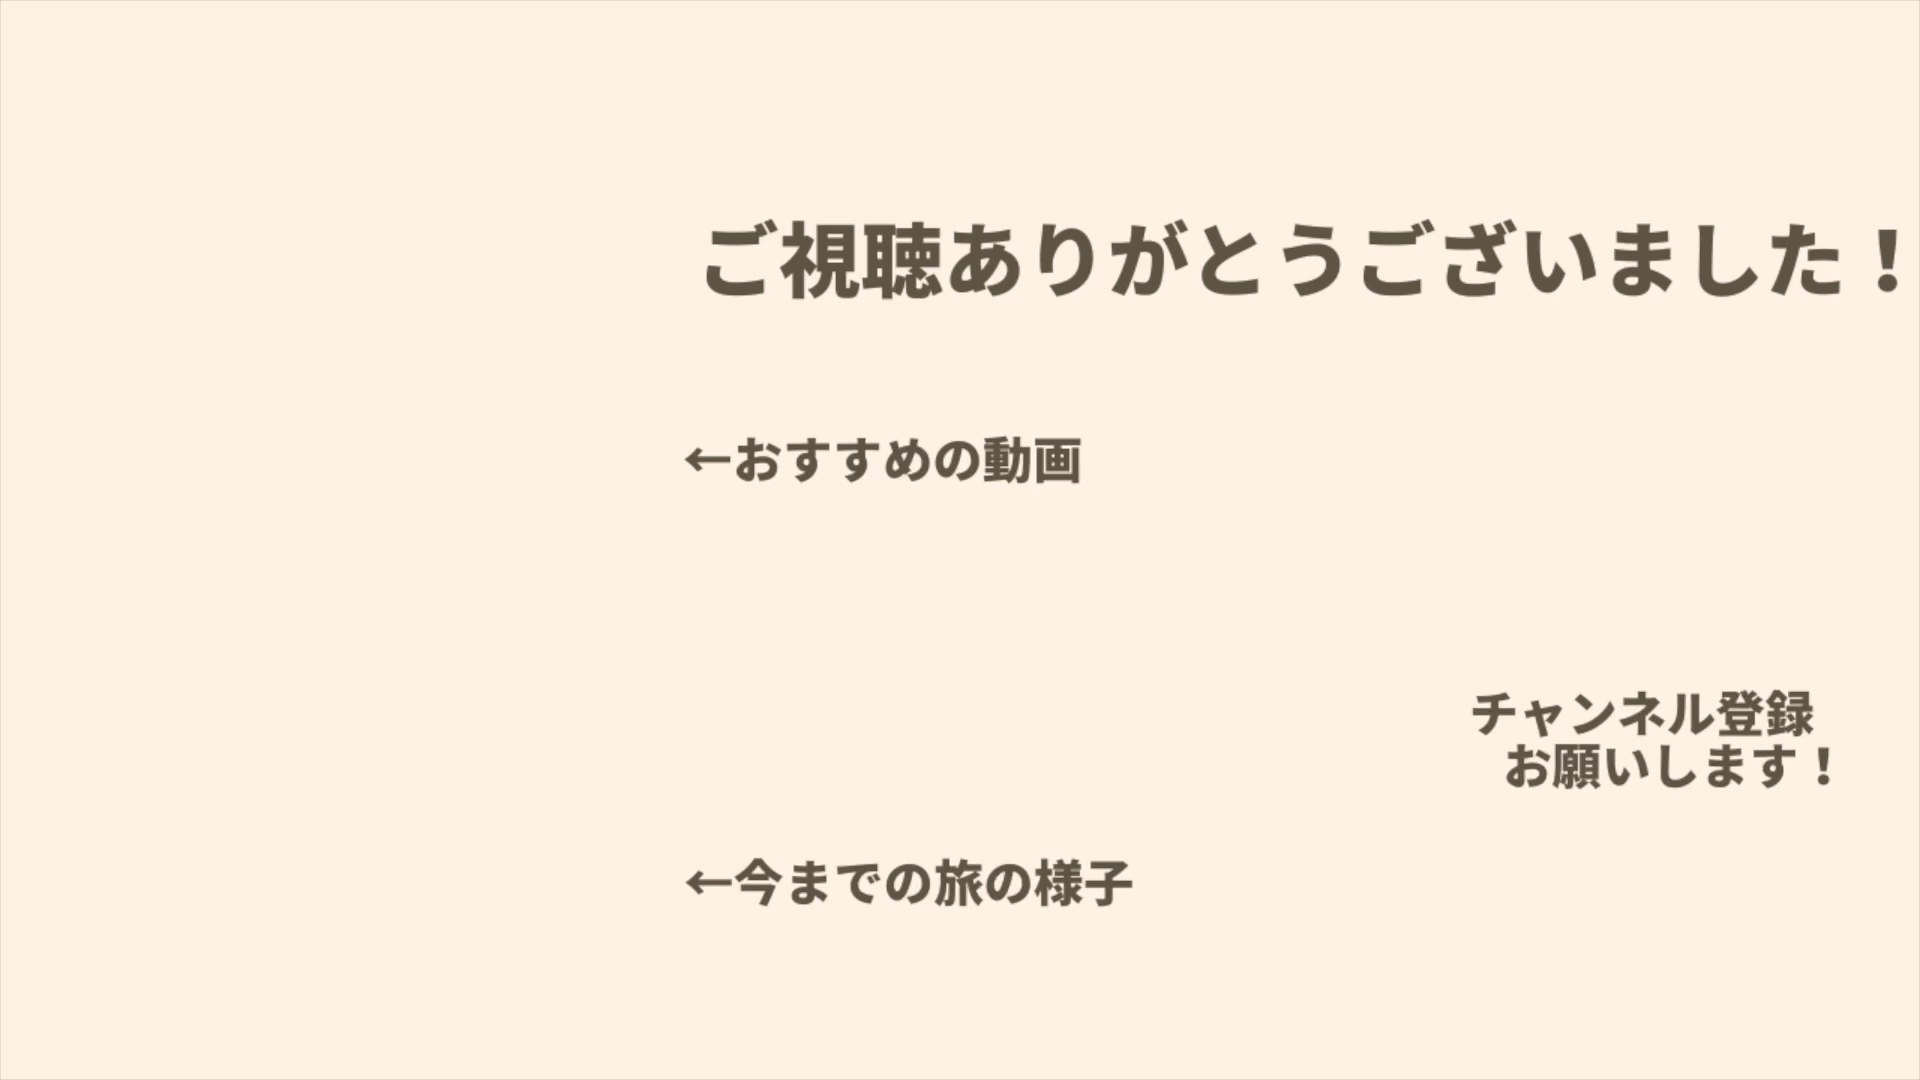 ご視聴ありがとうございました！
←おすすめの動画
チャンネル登録
お願いします！
←今までの旅の様子